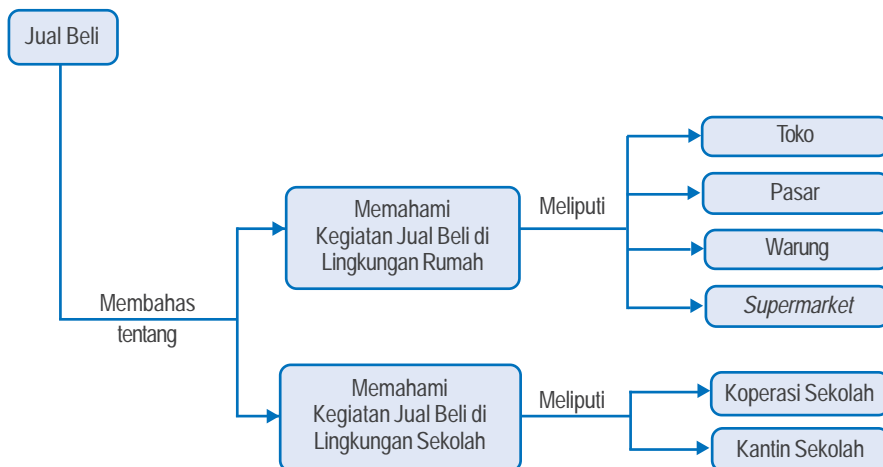 Jual Beli
Membahas
tentang
Memahami
Kegiatan Jual Beli di
Lingkungan Rumah
Meliputi
Toko
Pasar
Warung
Supermarket
Memahami
Kegiatan Jual Beli di
Lingkungan Sekolah
Meliputi
Koperasi Sekolah
Kantin Sekolah